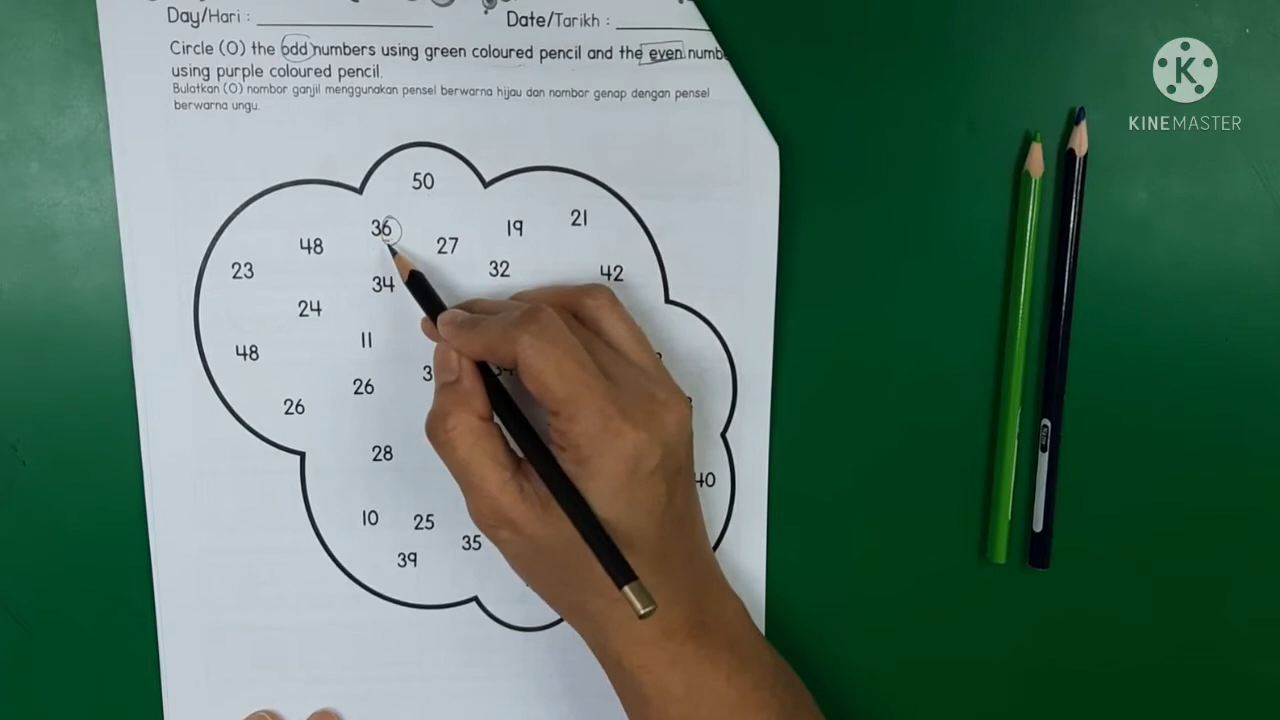 Day/Hari : Date/Tarikh :
Circle (O) the odd numbers using green coloured pencil and the even
using purple coloured pencil.
Bulatkan (O) nombor ganjil menggunakan pensel berwarna hijau dan nombor genap dengan pensel
berwarna ungu.
KINEMASTER
50
36 19 21
48 27
23 34 32 42
24
48 11
26 26
28
40
10 25
39 35